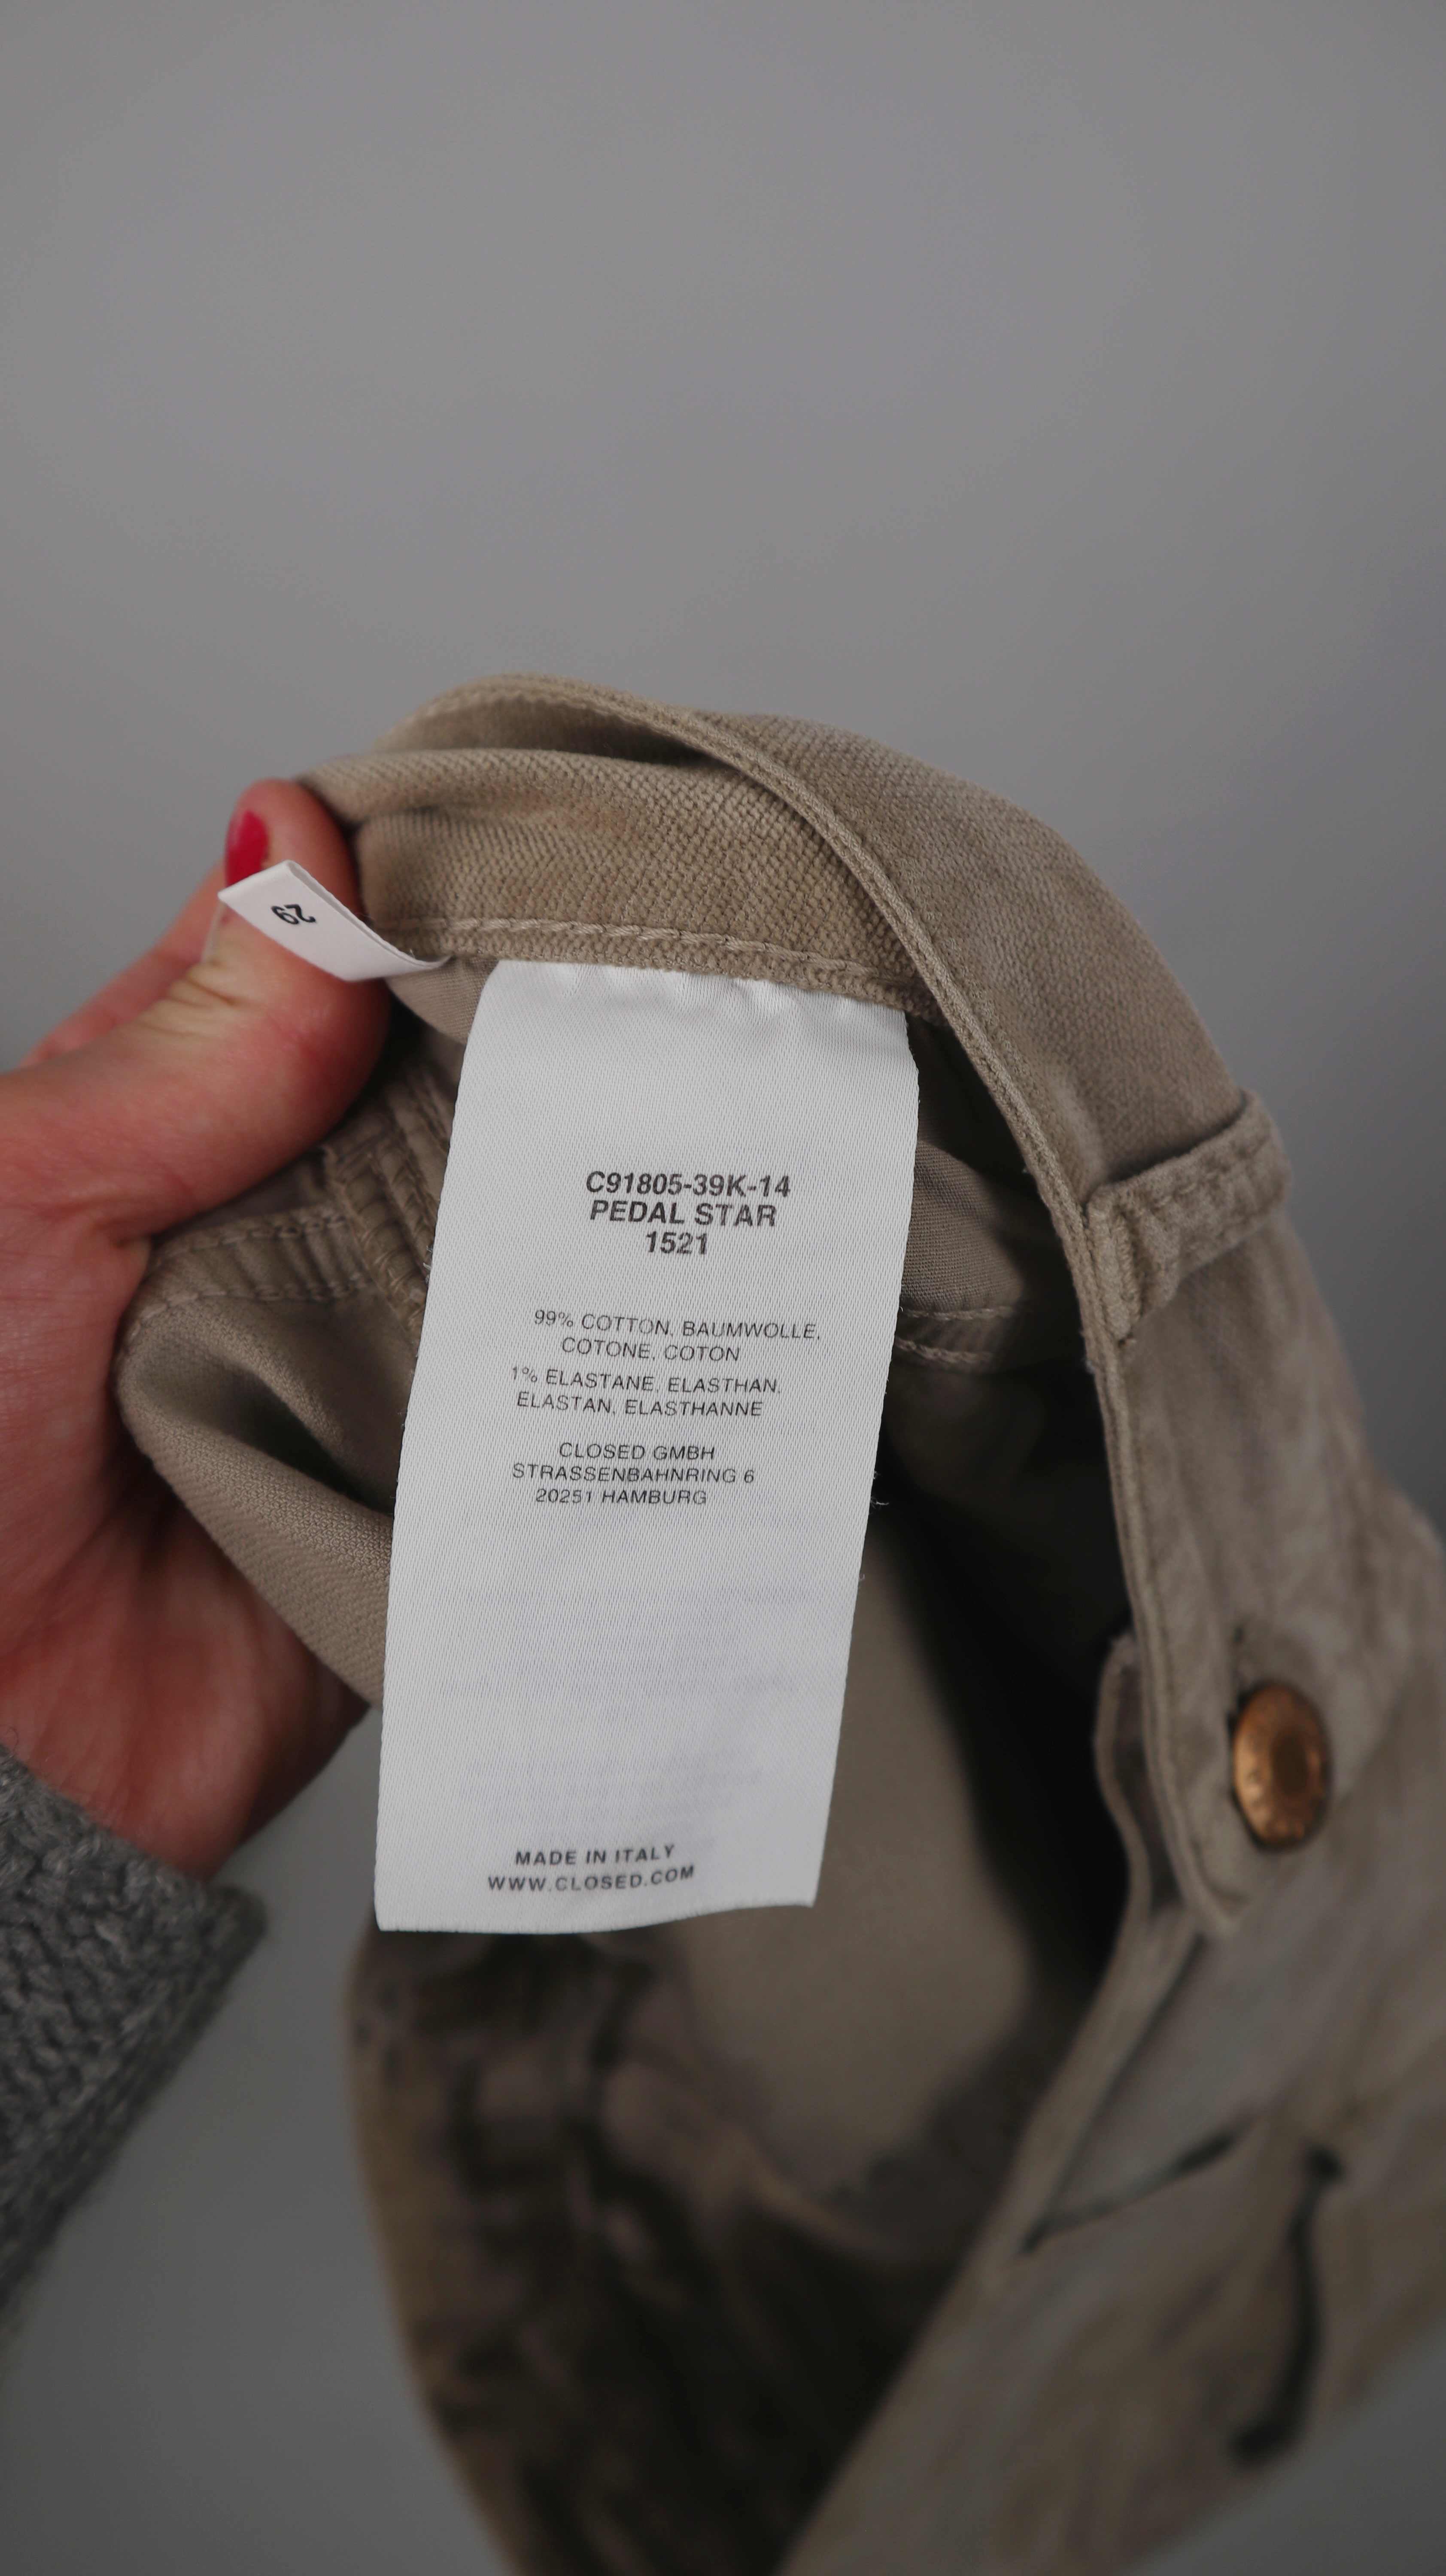 29
C91805-39K-14
PEDAL STAR
1521
99% COTTON, BAUMWOLLE,
COTONE, COTON
1% ELASTANE, ELASTHAN,
ELASTAN, ELASTHANNE
CLOSED GMBH
STRASSENBAHNRING 6
20251 HAMBURG
MADE IN ITALY
WWW.CLOSED.COM